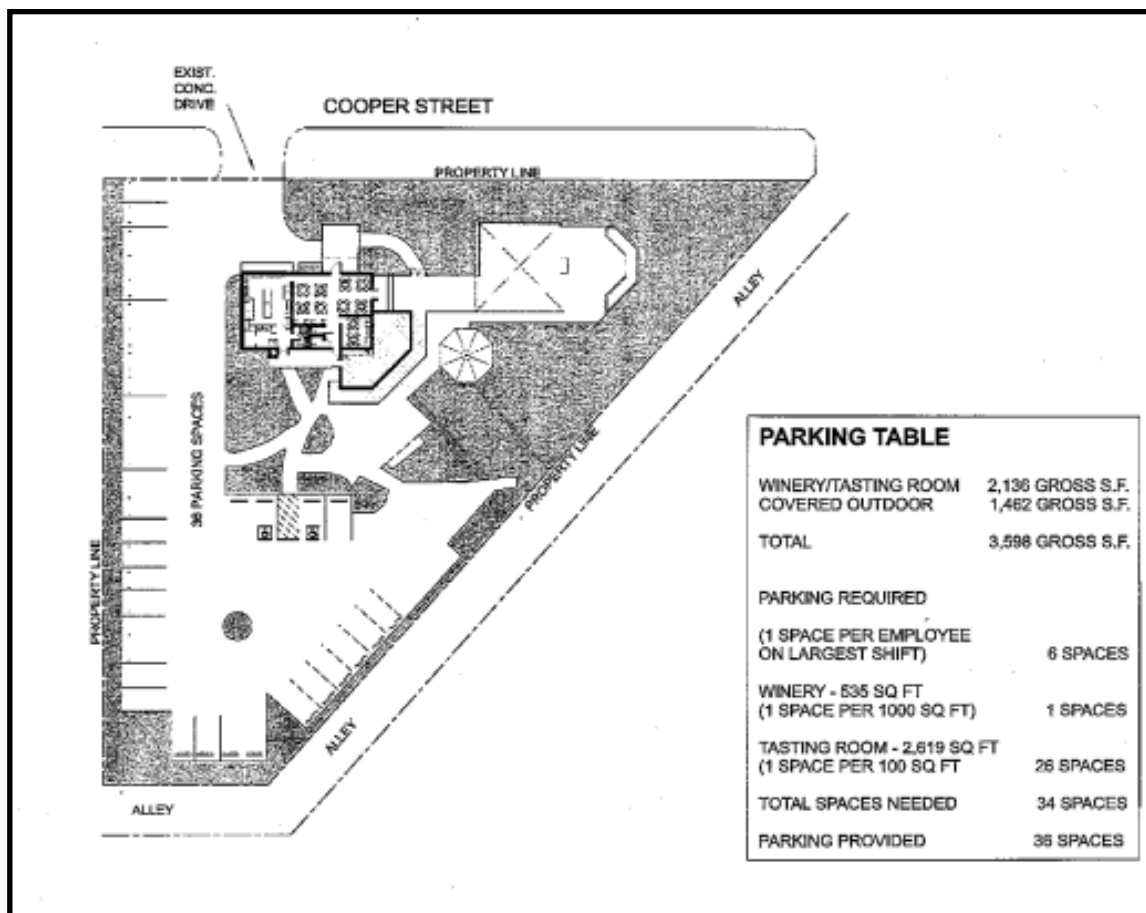 EXIST.
CONC.
DRIVE
COOPER STREET
PROPERTY LINE
ALLEY
36 PARKING SPACES
PROPERTY LINE
PROPERTY LINE
ALLEY
ALLEY
PARKING TABLE
WINERY/TASTING ROOM 2,136 GROSS S.F.
COVERED OUTDOOR 1,462 GROSS S.F.
TOTAL 3,598 GROSS S.F.
PARKING REQUIRED
(1 SPACE PER EMPLOYEE
ON LARGEST SHIFT) 6 SPACES
WINERY - 535 SQ FT
(1 SPACE PER 1000 SQ FT) 1 SPACES
TASTING ROOM - 2,619 SQ FT
(1 SPACE PER 100 SQ FT 26 SPACES
TOTAL SPACES NEEDED 34 SPACES
PARKING PROVIDED 36 SPACES